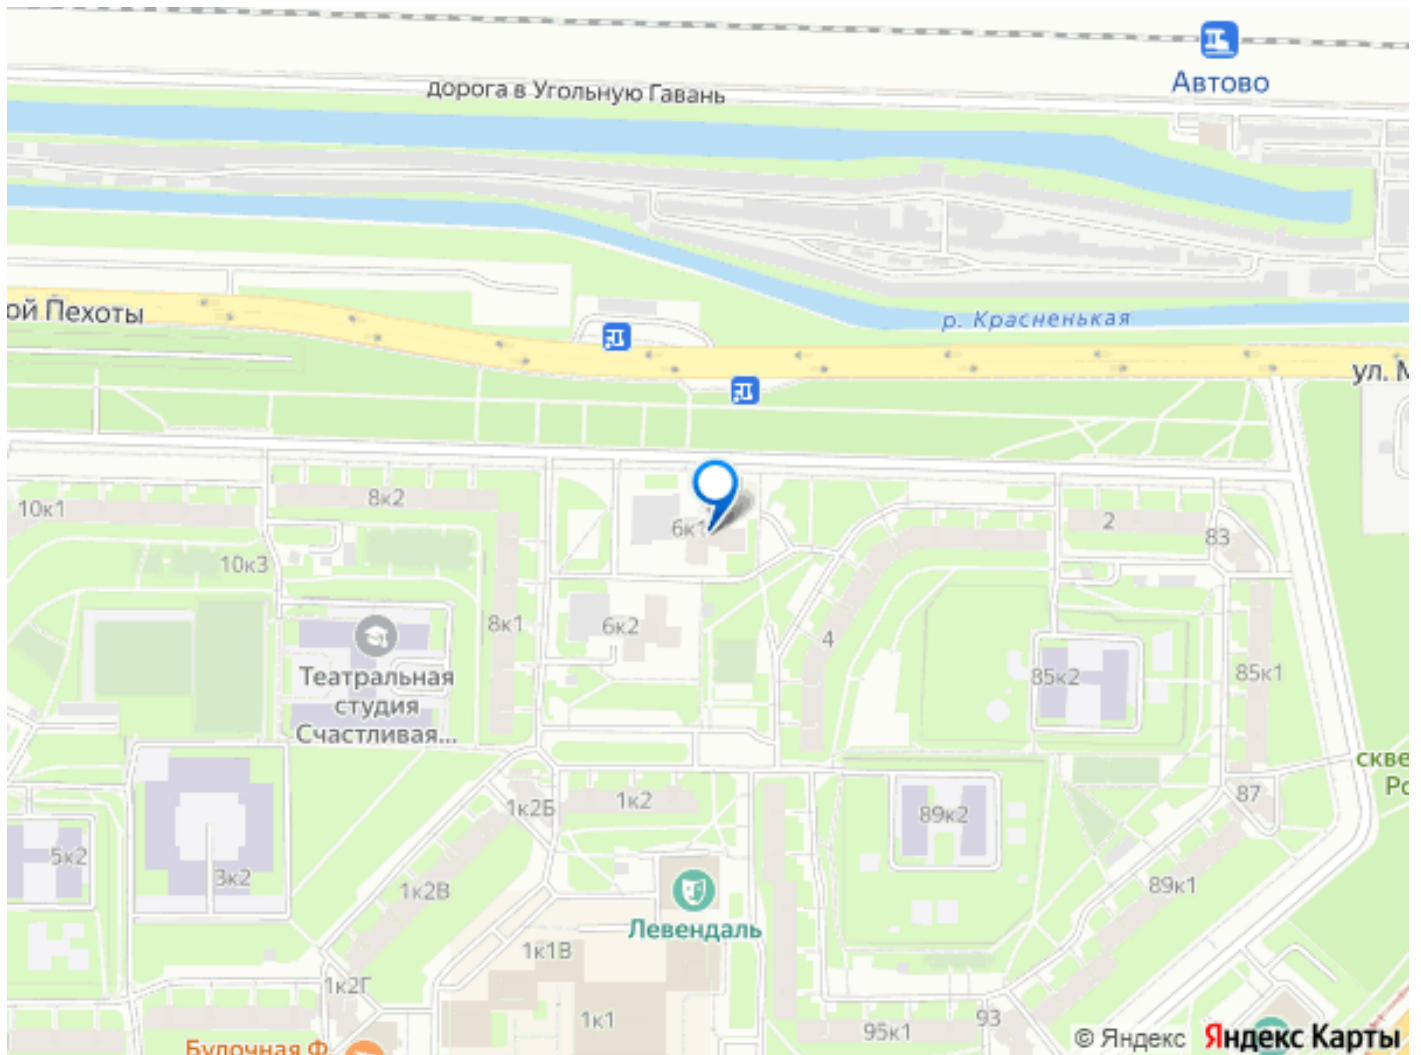 Автово
дорога в Угольную Гавань
ой Пехоты
р. Красненькая
ул. М
10к1
8к2
6к1
2
83
10к3
8к1
6к2
4
85к2
85к1
Театральная
студия
Счастливая...
скве
Ро
1к2Б
1к2
89к2
87
5к2
3к2
1к2В
89к1
Левендаль
1к1В
1к2Г
1к1
95к1
93
Булочная Ф
© Яндекс Яндекс Карты